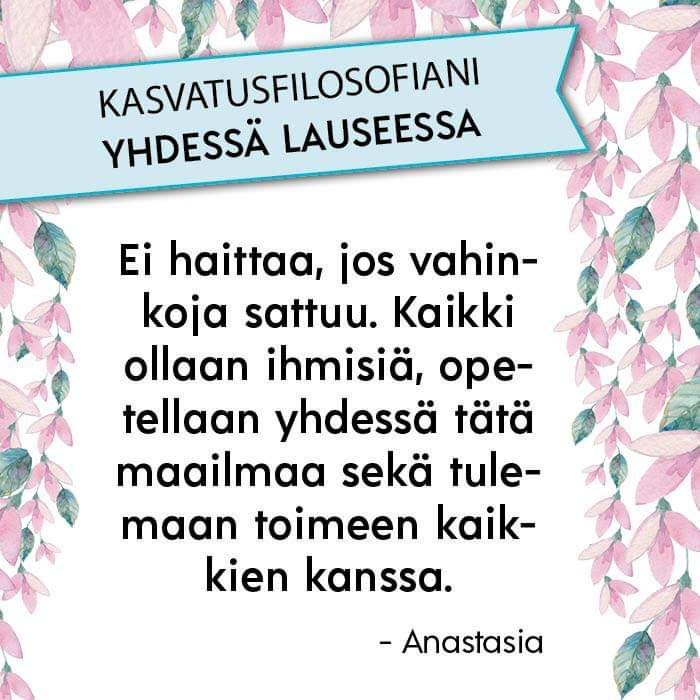 KASVATUSFILOSOFIANI
YHDESSÄ LAUSEESSA
Ei haittaa, jos vahin-
koja sattuu. Kaikki
ollaan ihmisiä, ope-
tellaan yhdessä tätä
maailmaa sekä tule-
maan toimeen kaik-
kien kanssa.
- Anastasia